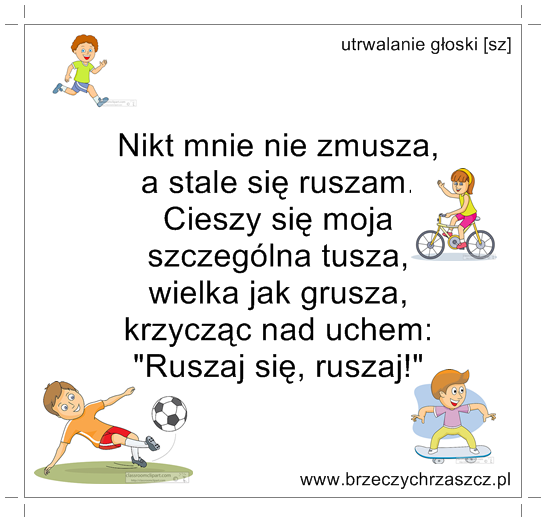 utrwalanie głoski [sz]
Nikt mnie nie zmusza,
a stale się ruszam.
Cieszy się moja
szczególna tusza,
wielka jak grusza,
krzycząc nad uchem:
"Ruszaj się, ruszaj!"
www.brzeczychrzaszcz.pl